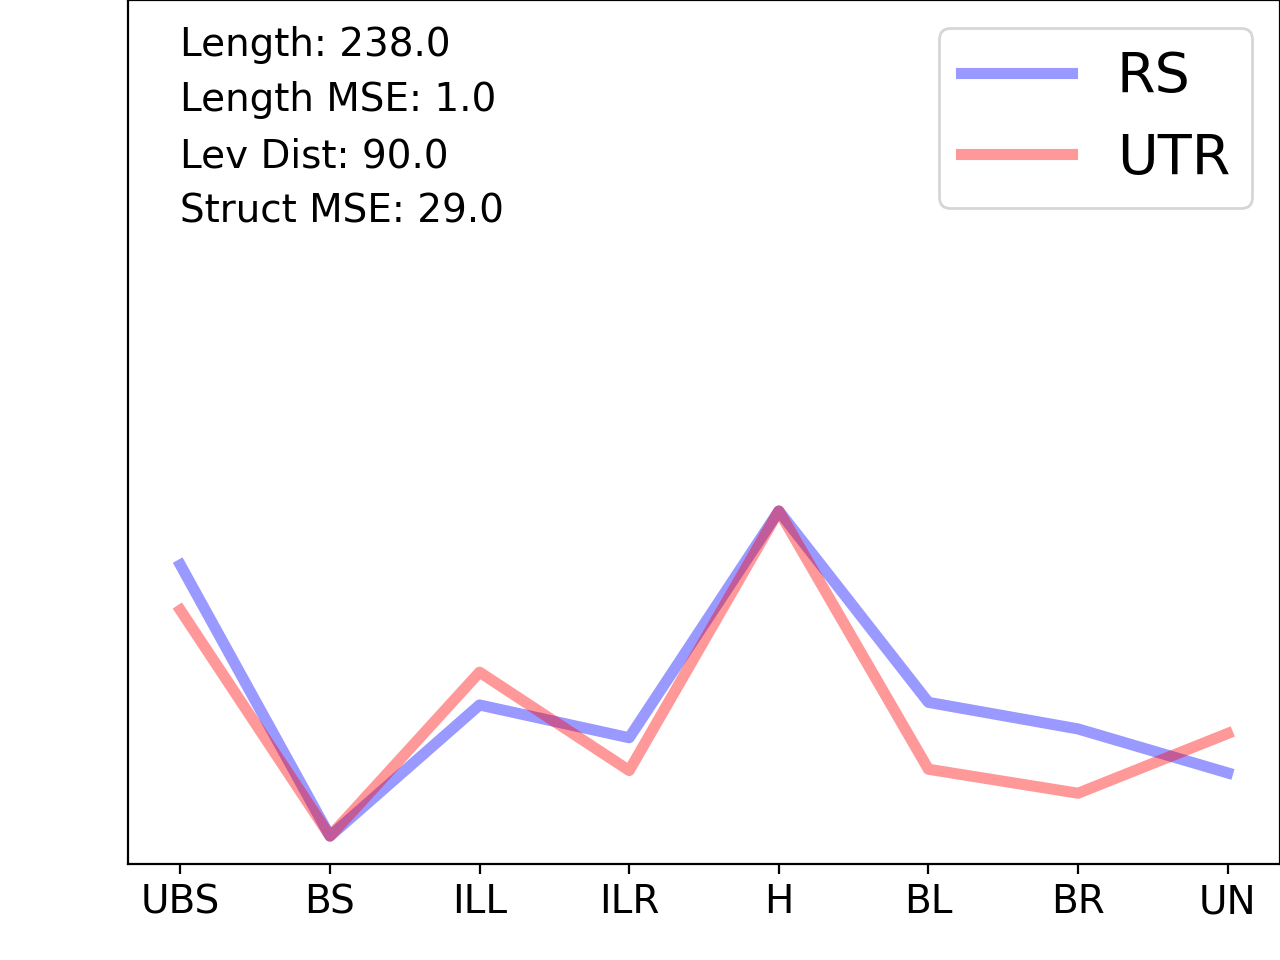 Length: 238.0
Length MSE: 1.0
Lev Dist: 90.0
Struct MSE: 29.0
RS
UTR
UBS BS ILL ILR H BL BR UN